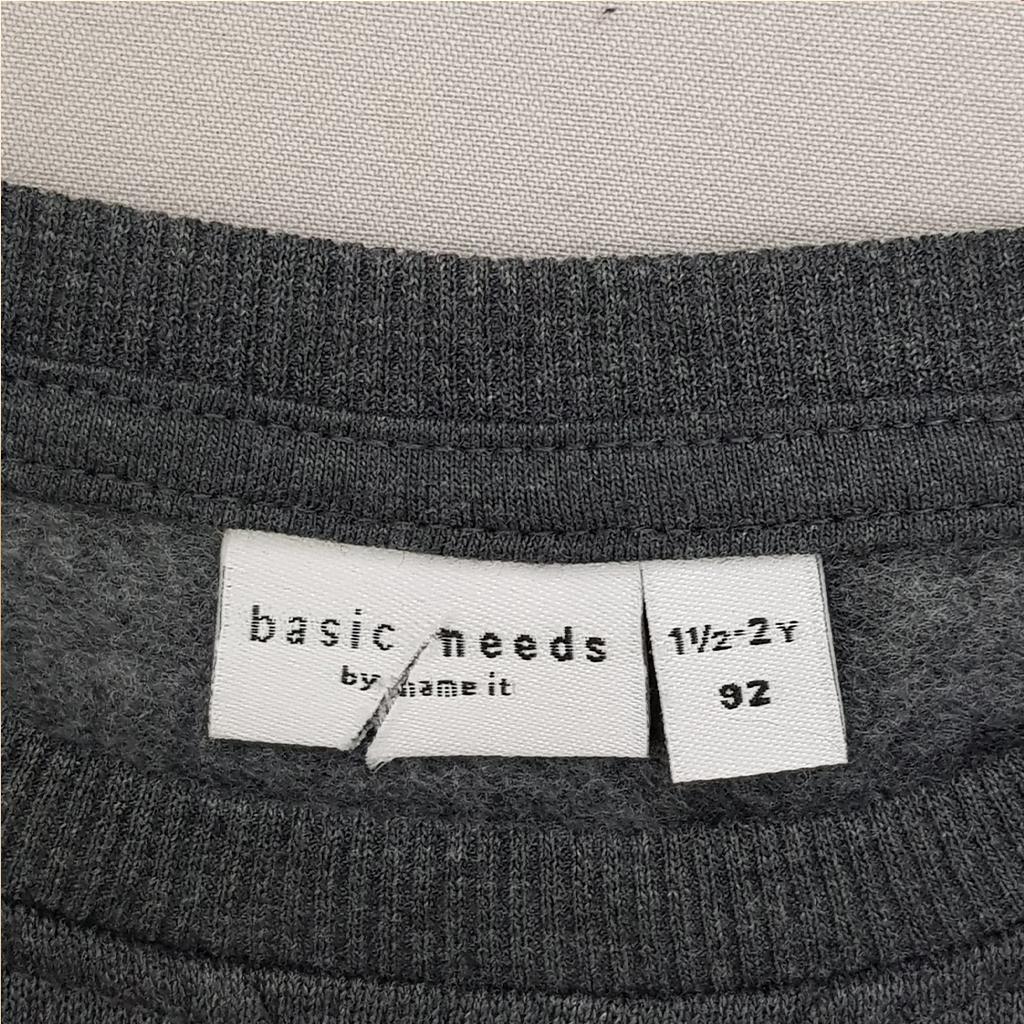 basic needs
by name it
1½-2Y
92